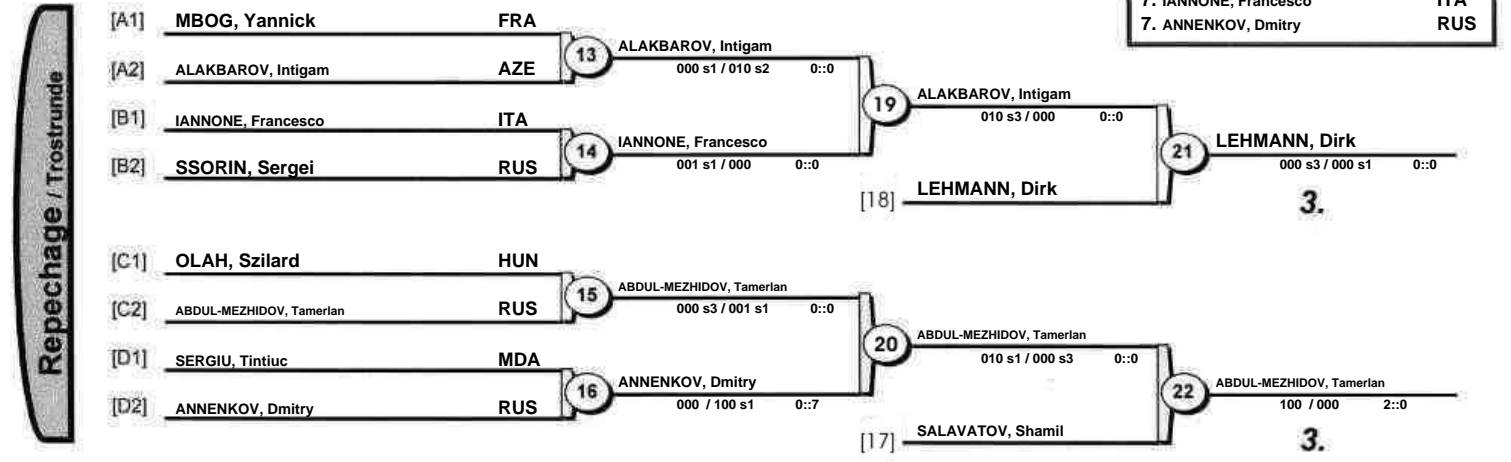 7. IANNONE, Francesco ITA
7. ANNENKOV, Dmitry RUS
Repechage / Trostrunde
[A1] MBOG, Yannick FRA
[A2] ALAKBAROV, Intigam AZE
13 ALAKBAROV, Intigam
000 s1 / 010 s2 0::0
[B1] IANNONE, Francesco ITA
[B2] SSORIN, Sergei RUS
14 IANNONE, Francesco
001 s1 / 000 0::0
19 ALAKBAROV, Intigam
010 s3 / 000 0::0
[18] LEHMANN, Dirk
21 LEHMANN, Dirk
000 s3 / 000 s1 0::0
3.
[C1] OLAH, Szilard HUN
[C2] ABDUL-MEZHIDOV, Tamerlan RUS
15 ABDUL-MEZHIDOV, Tamerlan
000 s3 / 001 s1 0::0
[D1] SERGIU, Tintiuc MDA
[D2] ANNENKOV, Dmitry RUS
16 ANNENKOV, Dmitry
000 / 100 s1 0::7
20 ABDUL-MEZHIDOV, Tamerlan
010 s1 / 000 s3 0::0
[17] SALAVATOV, Shamil
22 ABDUL-MEZHIDOV, Tamerlan
100 / 000 2::0
3.